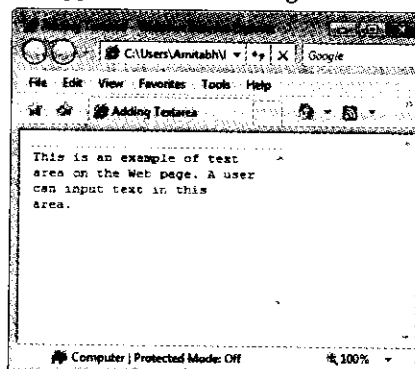 C:\Users\Amitabh\
Google
File Edit View Favorites Tools Help
Adding Textarea
This is an example of text
area on the Web page. A user
can input text in this
area.
Computer | Protected Mode: Off 100%